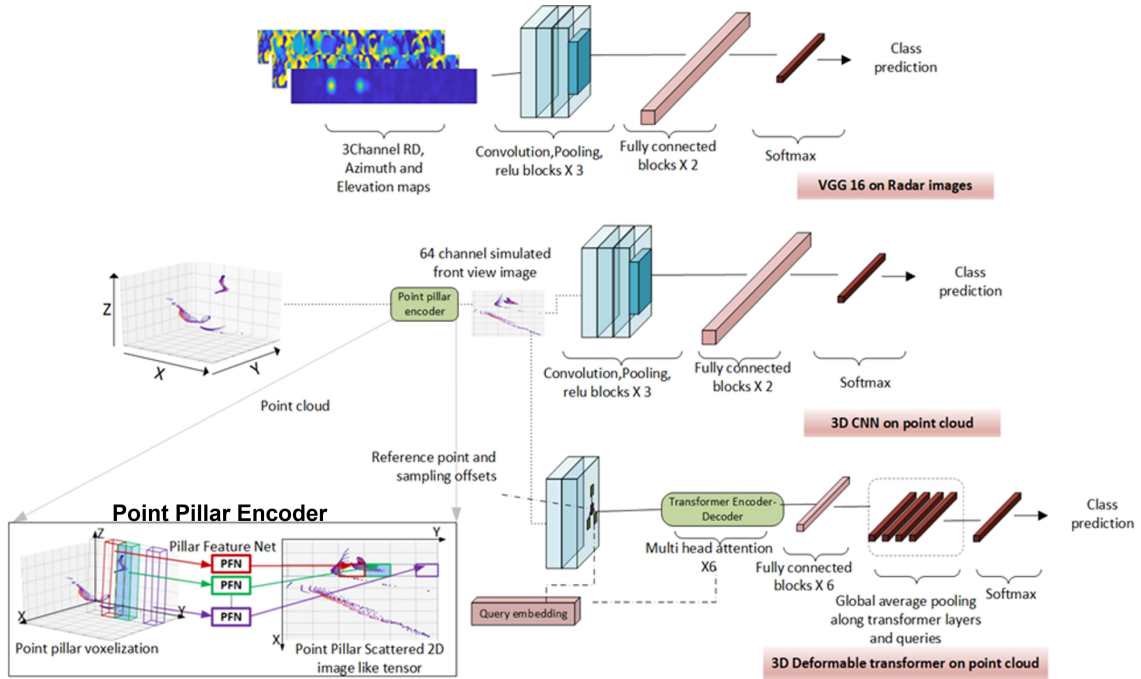 3Channel RD,
Azimuth and
Elevation maps
Convolution,Pooling,
relu blocks X 3
Fully connected
blocks X 2
Softmax
Class
prediction
VGG 16 on Radar images
Z
X
Y
Point cloud
Point pillar
encoder
64 channel simulated
front view image
Convolution,Pooling,
relu blocks X 3
Fully connected
blocks X 2
Softmax
Class
prediction
3D CNN on point cloud
Reference point and
sampling offsets
Transformer Encoder-
Decoder
Multi head attention
X6
Query embedding
Fully connected
blocks X 6
Global average pooling
along transformer layers
and queries
Softmax
Class
prediction
3D Deformable transformer on point cloud
Point Pillar Encoder
Z
X
Y
Pillar Feature Net
PFN
PFN
PFN
Y
X
Point pillar voxelization
Point Pillar Scattered 2D
image like tensor